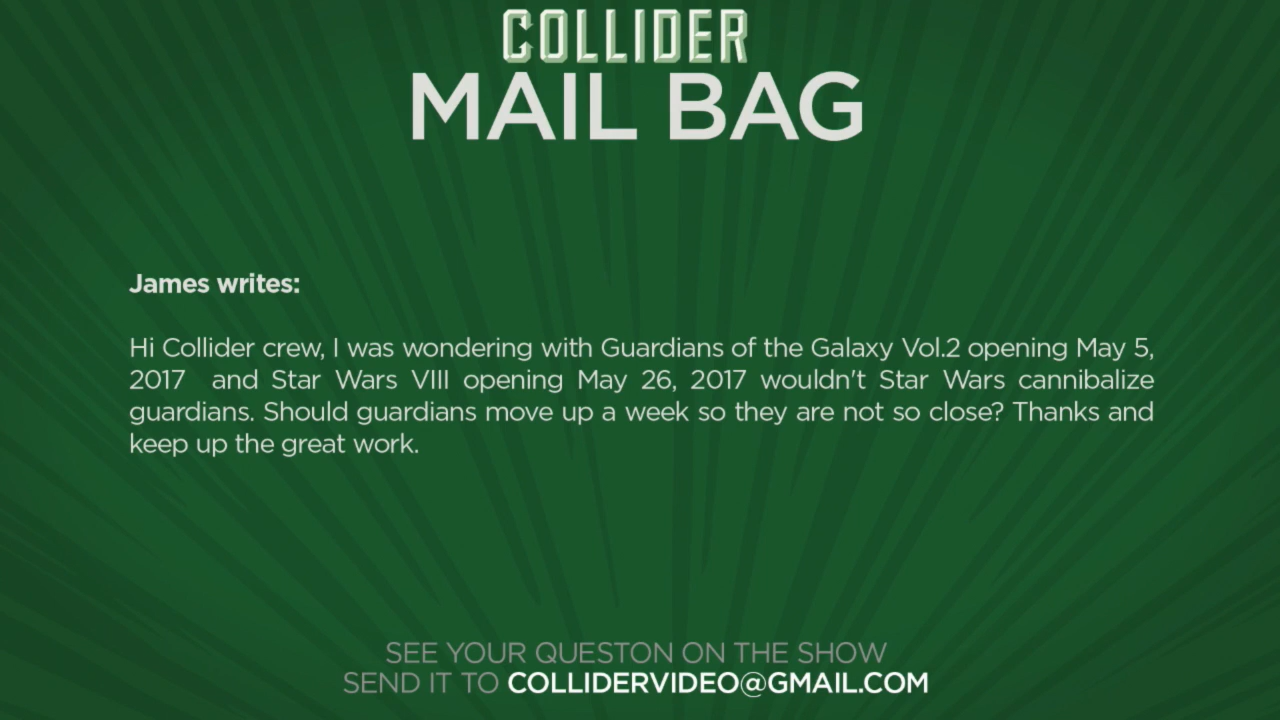 COLLIDER
MAIL BAG
James writes:
Hi Collider crew, I was wondering with Guardians of the Galaxy Vol.2 opening May 5,
2017 and Star Wars VIII opening May 26, 2017 wouldn't Star Wars cannibalize
guardians. Should guardians move up a week so they are not so close? Thanks and
keep up the great work.
SEE YOUR QUESTON ON THE SHOW
SEND IT TO COLLIDERVIDEO@GMAIL.COM